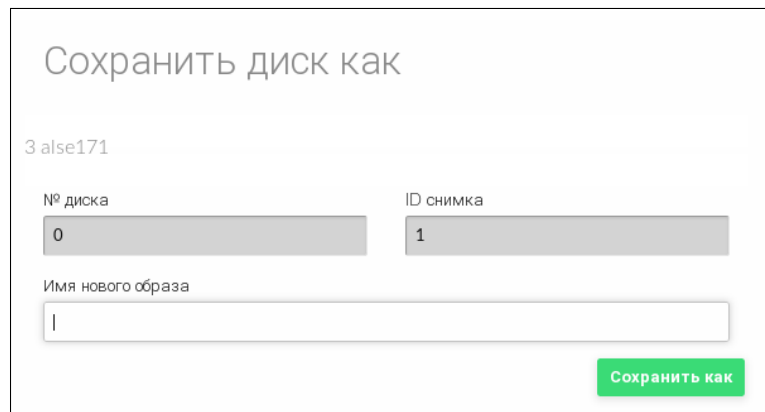 Сохранить диск как
3 alse171
№ диска
ID снимка
0
1
Имя нового образа
Сохранить как